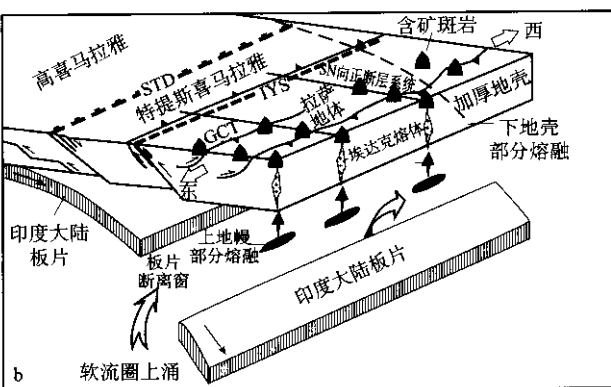 含矿斑岩
西
高喜马拉雅
STD
特提斯喜马拉雅
IYS
SN向正断层系统
加厚地壳
拉萨
地体
GCT
东
埃达克熔体
下地壳
部分熔融
印度大陆
板片
上地幔
部分熔融
板片
断离窗
印度大陆板片
软流圈上涌
b